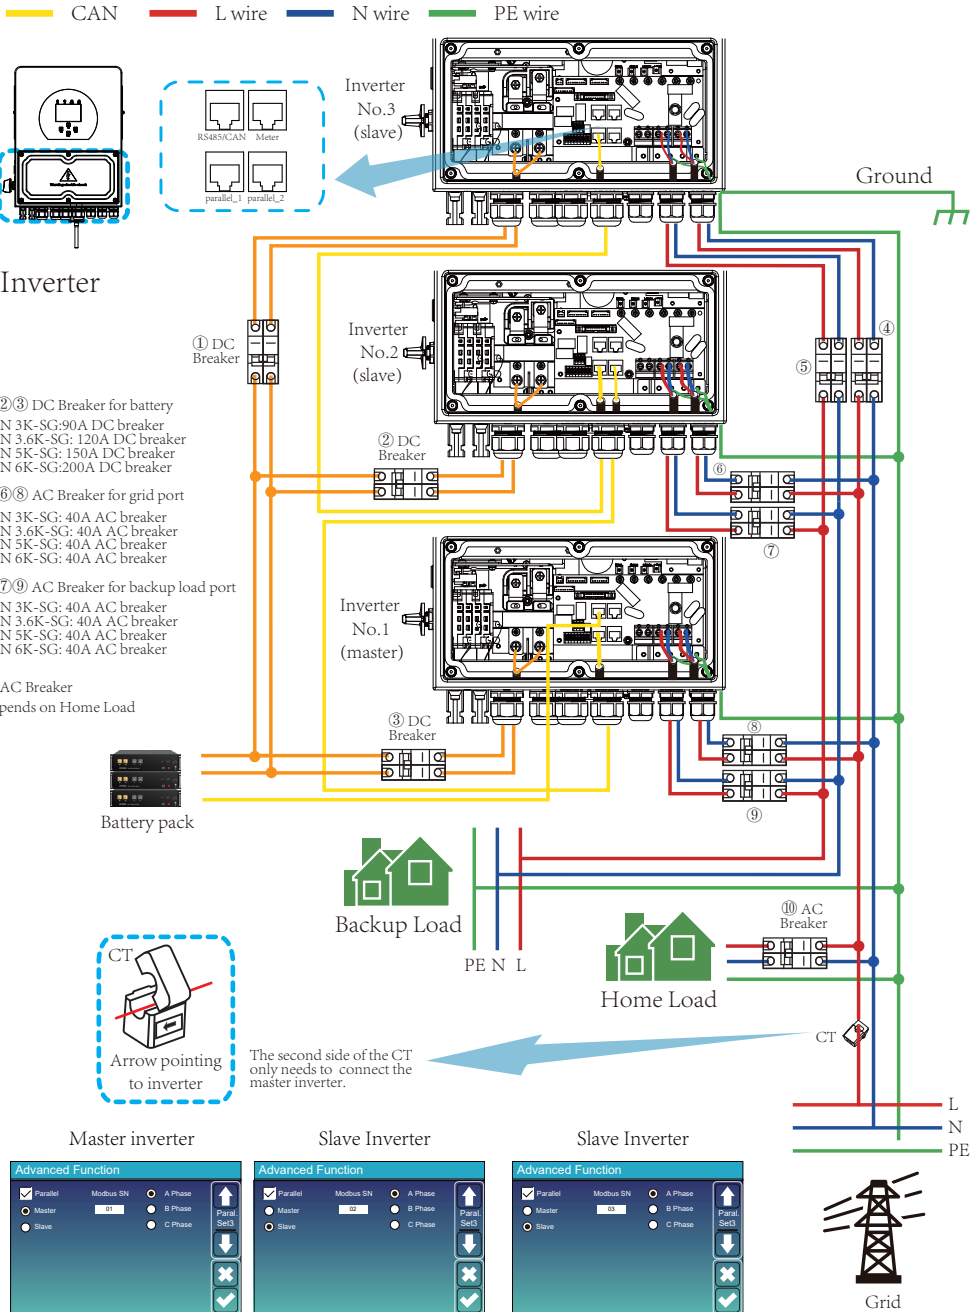 CAN L wire N wire PE wire
Inverter
No.3
(slave)
RS485/CAN Meter
parallel_1 parallel_2
Ground
Inverter
① DC
Breaker
Inverter
No.2
(slave)
④
⑤
②③ DC Breaker for battery
N 3K-SG:90A DC breaker
N 3.6K-SG: 120A DC breaker
N 5K-SG: 150A DC breaker
N 6K-SG:200A DC breaker
② DC
Breaker
⑥
⑦
⑥⑧ AC Breaker for grid port
N 3K-SG: 40A AC breaker
N 3.6K-SG: 40A AC breaker
N 5K-SG: 40A AC breaker
N 6K-SG: 40A AC breaker
⑦⑨ AC Breaker for backup load port
N 3K-SG: 40A AC breaker
N 3.6K-SG: 40A AC breaker
N 5K-SG: 40A AC breaker
N 6K-SG: 40A AC breaker
Inverter
No.1
(master)
AC Breaker
pends on Home Load
③ DC
Breaker
⑧
⑨
Battery pack
Backup Load
PE N L
⑩ AC
Breaker
Home Load
CT
Arrow pointing
to inverter
The second side of the CT
only needs to connect the
master inverter.
CT
L
N
PE
Master inverter
Advanced Function
Parallel Modbus SN A Phase
Master 01 B Phase
Slave C Phase
Paral.
Set3
Slave Inverter
Advanced Function
Parallel Modbus SN A Phase
Master 02 B Phase
Slave C Phase
Paral.
Set3
Slave Inverter
Advanced Function
Parallel Modbus SN A Phase
Master 03 B Phase
Slave C Phase
Paral.
Set3
Grid